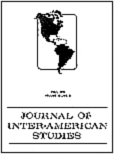 JOURNAL OF
INTER-AMERICAN
STUDIES